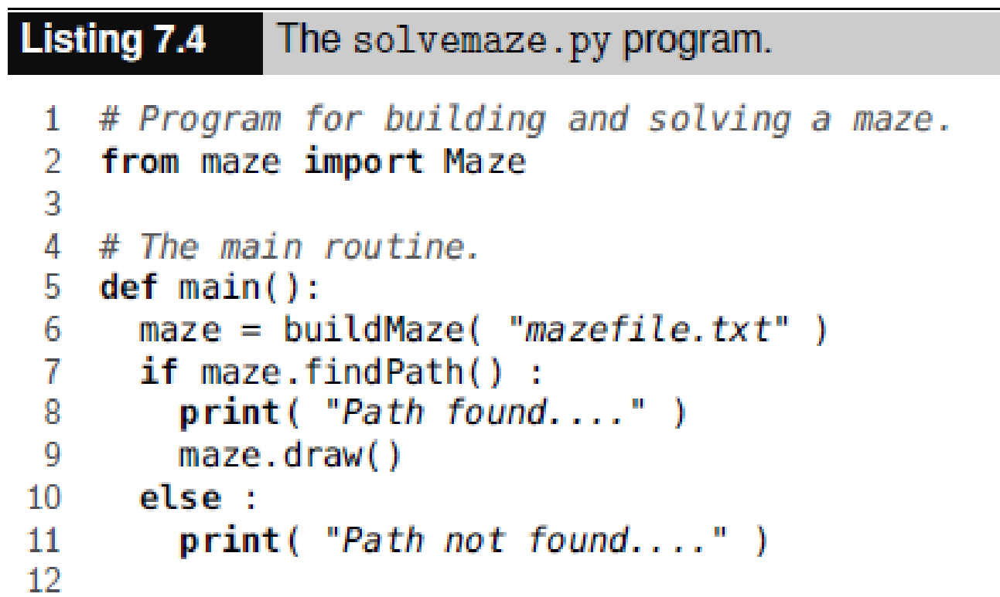 Listing 7.4 The solvemaze.py program.
1 # Program for building and solving a maze.
2 from maze import Maze
3
4 # The main routine.
5 def main():
6   maze = buildMaze( "mazefile.txt" )
7   if maze.findPath() :
8     print( "Path found...." )
9     maze.draw()
10   else :
11     print( "Path not found...." )
12